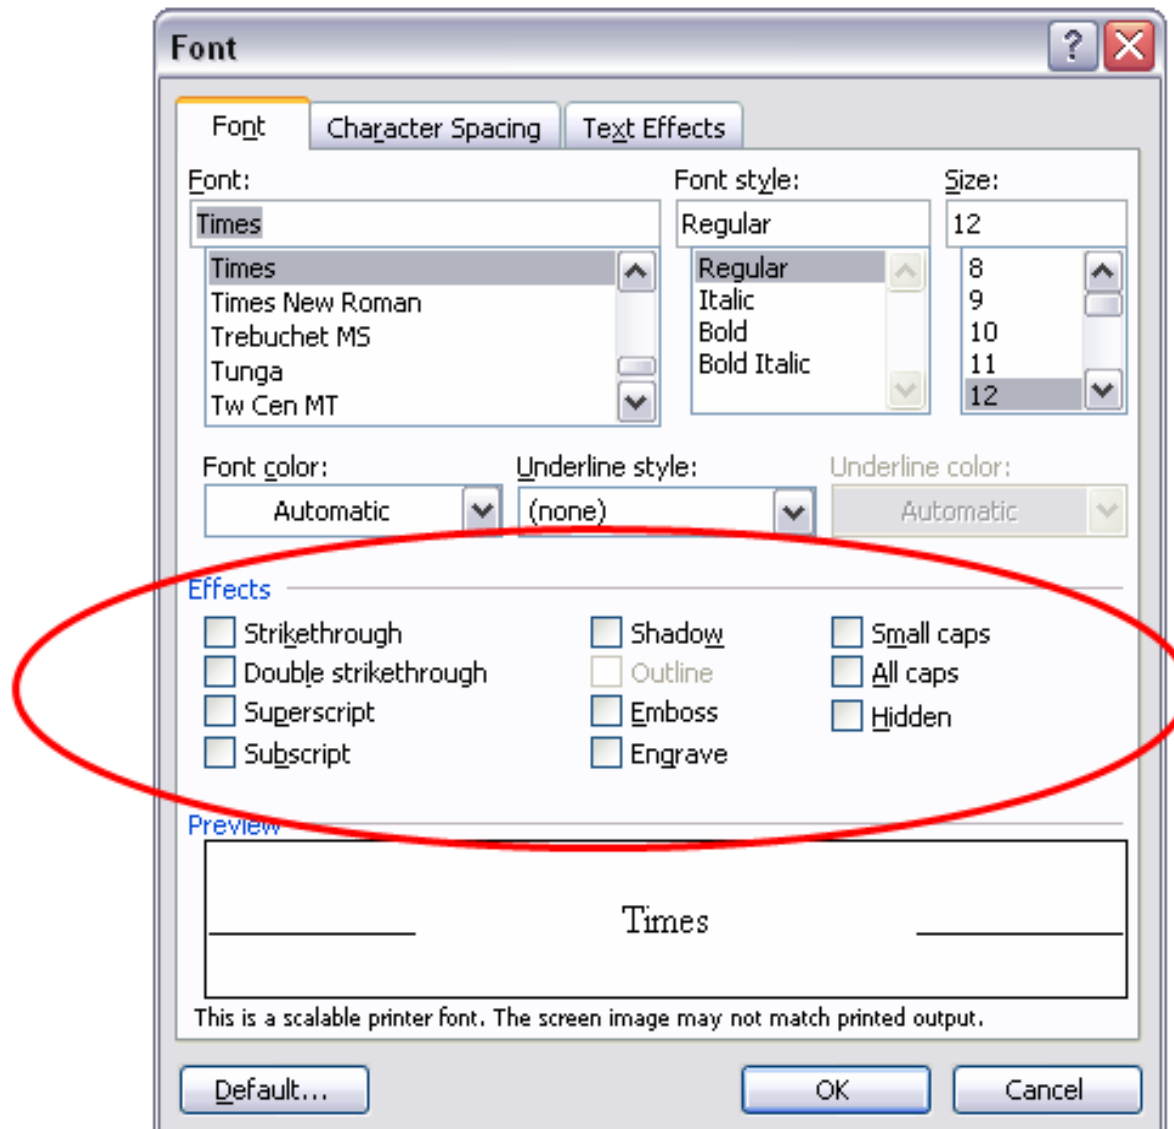 Font
Font Character Spacing Text Effects
Font: Font style: Size:
Times Regular 12
Times Regular 8
Times New Roman Italic 9
Trebuchet MS Bold 10
Tunga Bold Italic 11
Tw Cen MT 12
Font color: Underline style: Underline color:
Automatic (none) Automatic
Effects
Strikethrough Shadow Small caps
Double strikethrough Outline All caps
Superscript Emboss Hidden
Subscript Engrave
Preview
Times
This is a scalable printer font. The screen image may not match printed output.
Default... OK Cancel